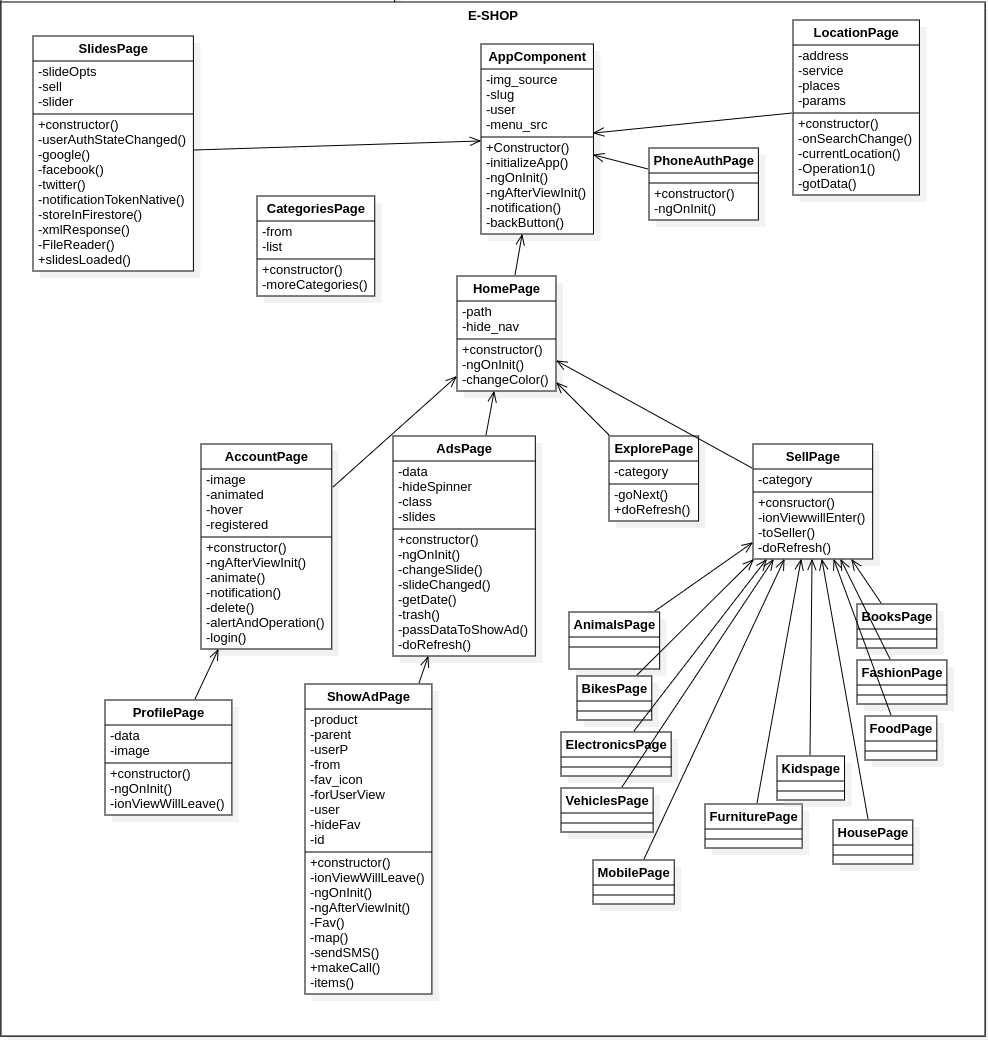 E-SHOP
SlidesPage
-slideOpts
-sell
-slider
+constructor()
-userAuthStateChanged()
-google()
-facebook()
-twitter()
-notificationTokenNative()
-storeInFirestore()
-xmlResponse()
-FileReader()
+slidesLoaded()
AppComponent
-img_source
-slug
-user
-menu_src
+Constructor()
-initializeApp()
-ngOnInit()
-ngAfterViewInit()
-notification()
-backButton()
LocationPage
-address
-service
-places
-params
+constructor()
-onSearchChange()
-currentLocation()
-Operation1()
-gotData()
PhoneAuthPage
+constructor()
-ngOnInit()
CategoriesPage
-from
-list
+constructor()
-moreCategories()
HomePage
-path
-hide_nav
+constructor()
-ngOnInit()
-changeColor()
AccountPage
-image
-animated
-hover
-registered
+constructor()
-ngAfterViewInit()
-animate()
-notification()
-delete()
-alertAndOperation()
-login()
AdsPage
-data
-hideSpinner
-class
-slides
+constructor()
-ngOnInit()
-changeSlide()
-slideChanged()
-getDate()
-trash()
-passDataToShowAd()
-doRefresh()
ExplorePage
-category
-goNext()
+doRefresh()
SellPage
-category
+consructor()
-ionViewwillEnter()
-toSeller()
-doRefresh()
ProfilePage
-data
-image
+constructor()
-ngOnInit()
-ionViewWillLeave()
ShowAdPage
-product
-parent
-userP
-from
-fav_icon
-forUserView
-user
-hideFav
-id
+constructor()
-ionViewWillLeave()
-ngOnInit()
-ngAfterViewInit()
-Fav()
-map()
-sendSMS()
+makeCall()
-items()
AnimalsPage
BikesPage
ElectronicsPage
VehiclesPage
MobilePage
FurniturePage
Kidspage
HousePage
BooksPage
FashionPage
FoodPage